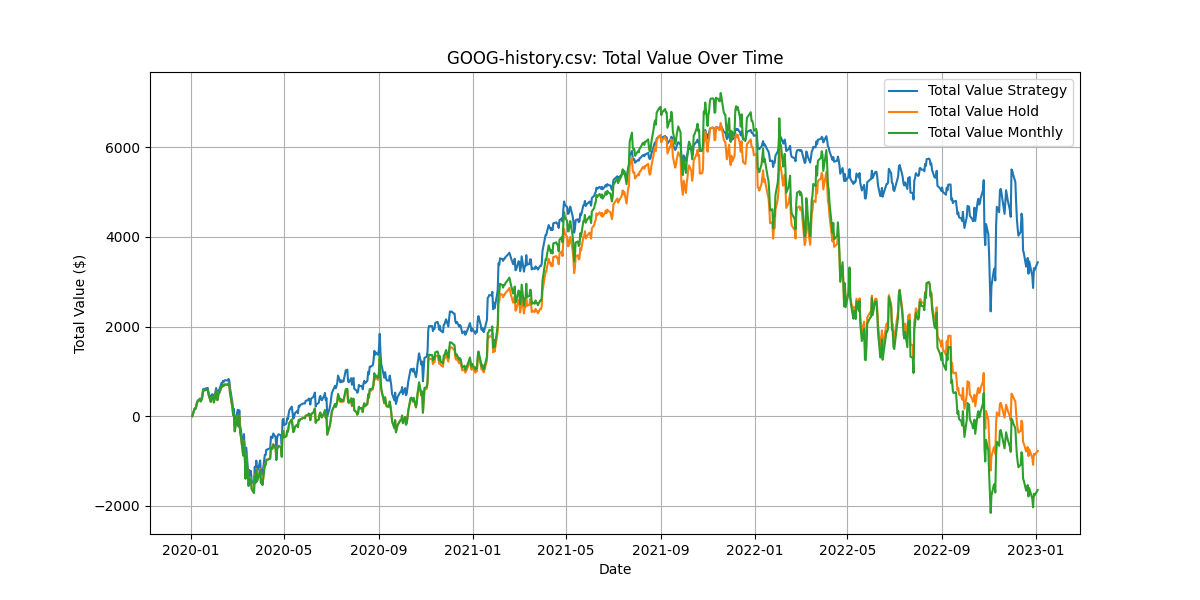 GOOG-history.csv: Total Value Over Time
Total Value Strategy
Total Value Hold
Total Value Monthly
Total Value ($)
6000
4000
2000
0
−2000
2020-01 2020-05 2020-09 2021-01 2021-05 2021-09 2022-01 2022-05 2022-09 2023-01
Date